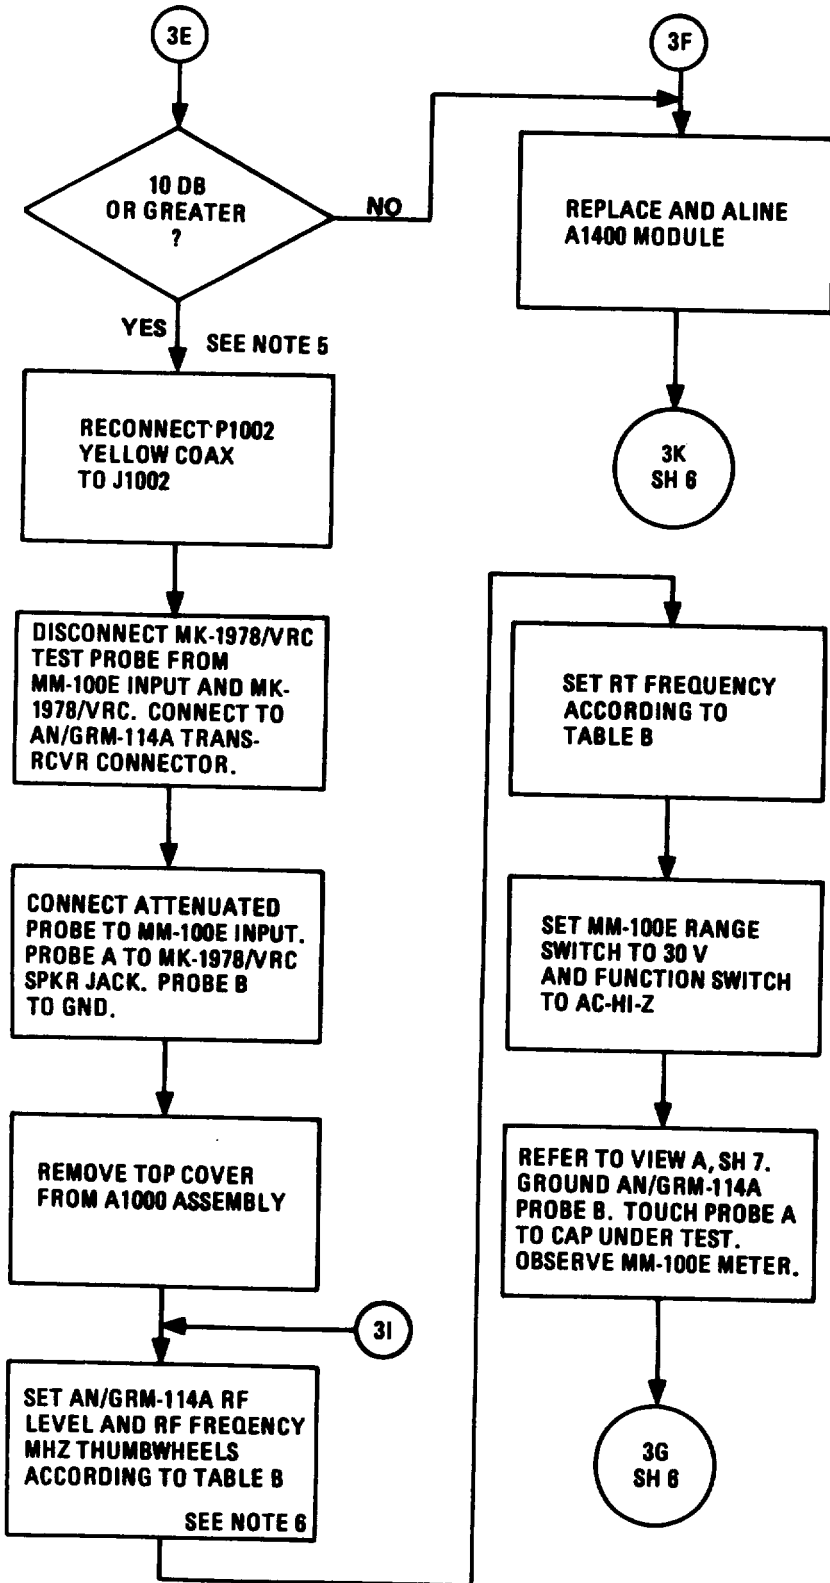 3E
10 DB
OR GREATER
?
NO
YES
SEE NOTE 5
RECONNECT P1002
YELLOW COAX
TO J1002
DISCONNECT MK-1978/VRC
TEST PROBE FROM
MM-100E INPUT AND MK-
1978/VRC. CONNECT TO
AN/GRM-114A TRANS-
RCVR CONNECTOR.
CONNECT ATTENUATED
PROBE TO MM-100E INPUT.
PROBE A TO MK-1978/VRC
SPKR JACK. PROBE B
TO GND.
REMOVE TOP COVER
FROM A1000 ASSEMBLY
3I
SET AN/GRM-114A RF
LEVEL AND RF FREQENCY
MHZ THUMBWHEELS
ACCORDING TO TABLE B
SEE NOTE 6
3F
REPLACE AND ALINE
A1400 MODULE
3K
SH 6
SET RT FREQUENCY
ACCORDING TO
TABLE B
SET MM-100E RANGE
SWITCH TO 30 V
AND FUNCTION SWITCH
TO AC-HI-Z
REFER TO VIEW A, SH 7.
GROUND AN/GRM-114A
PROBE B. TOUCH PROBE A
TO CAP UNDER TEST.
OBSERVE MM-100E METER.
3G
SH 6